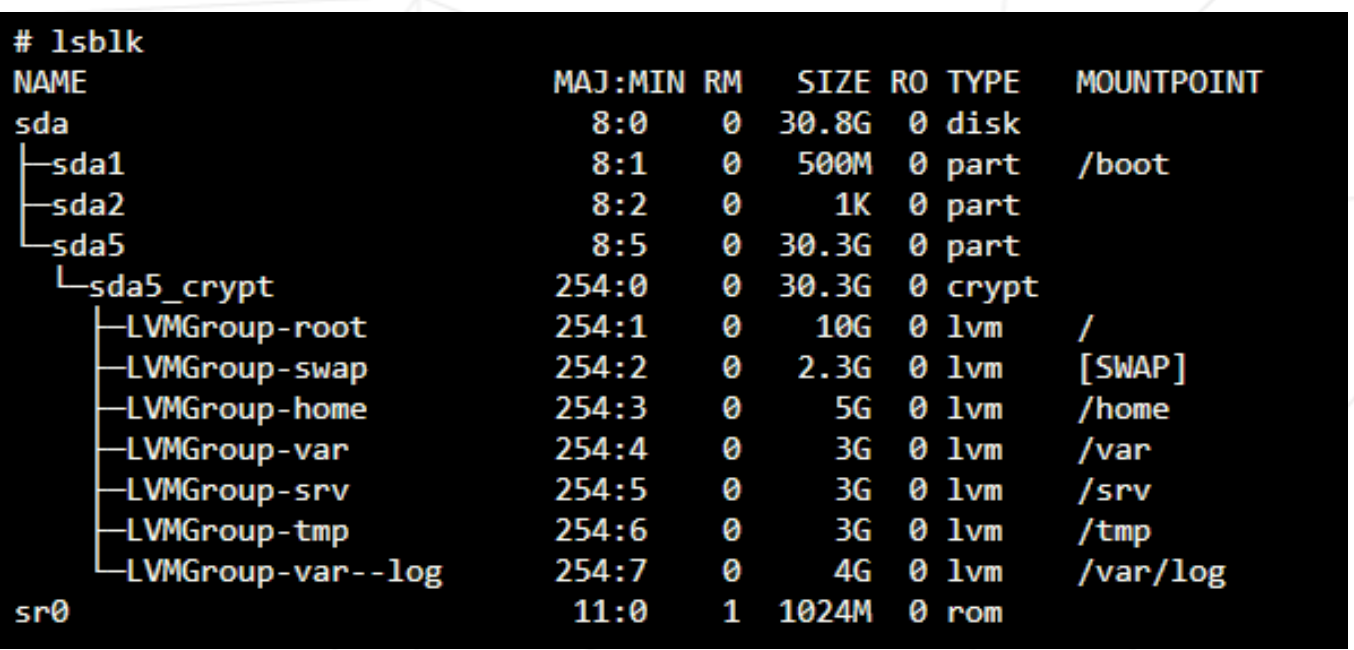 # lsblk
NAME                         MAJ:MIN RM   SIZE RO TYPE   MOUNTPOINT
sda                            8:0    0  30.8G  0 disk
├─sda1                         8:1    0   500M  0 part   /boot
├─sda2                         8:2    0     1K  0 part
└─sda5                         8:5    0  30.3G  0 part
  └─sda5_crypt               254:0    0  30.3G  0 crypt
    ├─LVMGroup-root          254:1    0    10G  0 lvm    /
    ├─LVMGroup-swap          254:2    0   2.3G  0 lvm    [SWAP]
    ├─LVMGroup-home          254:3    0     5G  0 lvm    /home
    ├─LVMGroup-var           254:4    0     3G  0 lvm    /var
    ├─LVMGroup-srv           254:5    0     3G  0 lvm    /srv
    ├─LVMGroup-tmp           254:6    0     3G  0 lvm    /tmp
    └─LVMGroup-var--log      254:7    0     4G  0 lvm    /var/log
sr0                           11:0    1  1024M  0 rom